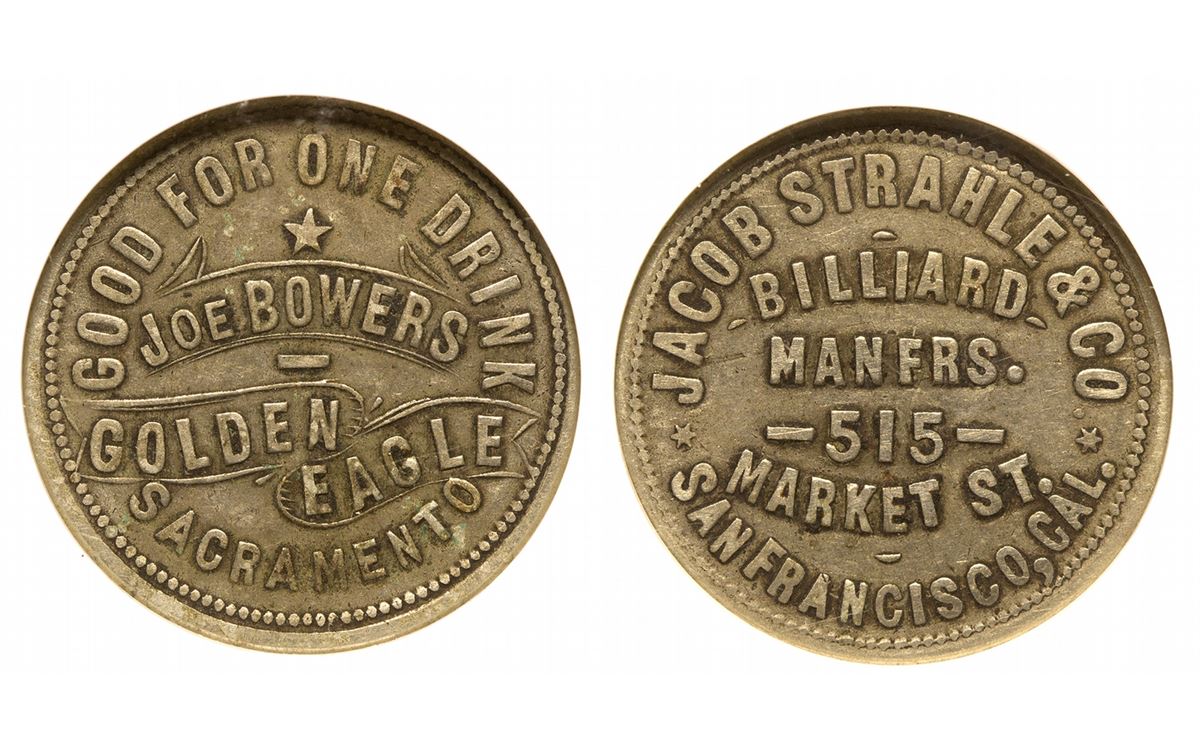 GOOD FOR ONE DRINK
JOE BOWERS
GOLDEN
EAGLE
SACRAMENTO
JACOB STRAHLE & CO
BILLIARD
MANFRS.
515
MARKET ST.
SAN FRANCISCO, CAL.